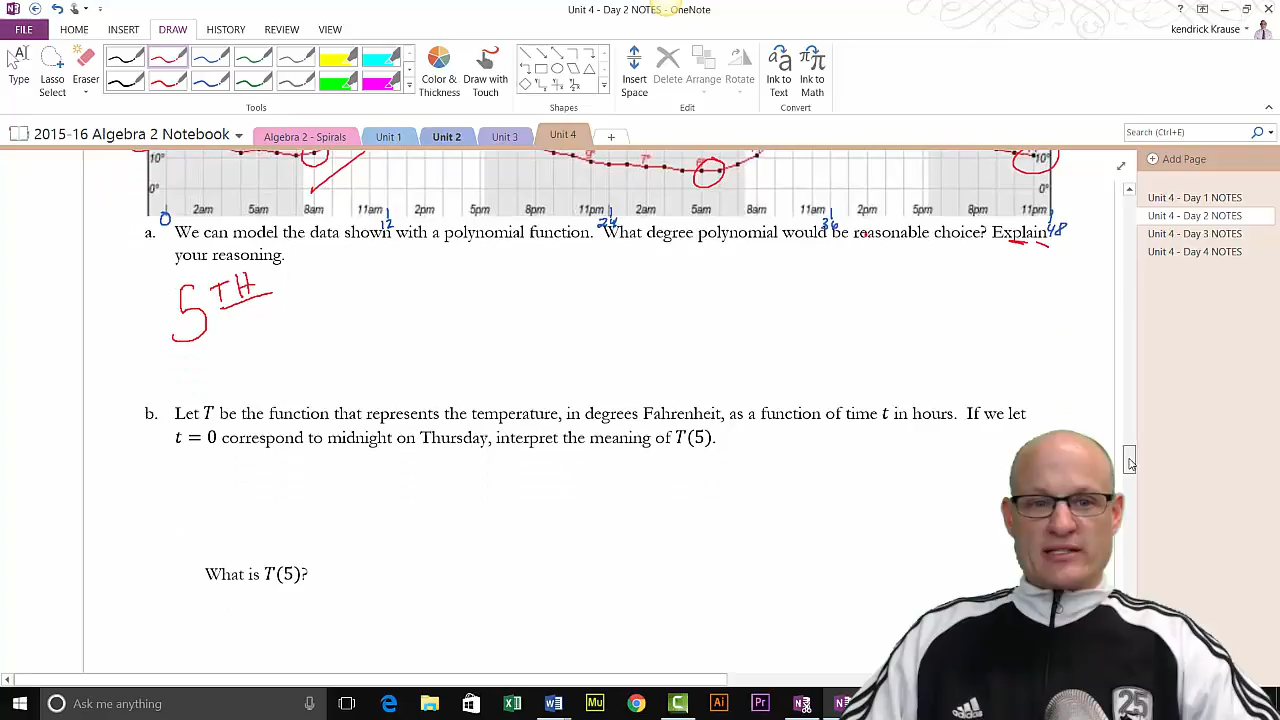 Unit 4 - Day 2 NOTES - OneNote
FILE HOME INSERT DRAW HISTORY REVIEW VIEW
kendrick Krause
Type Lasso Select Eraser Color & Thickness Draw with Touch Insert Space Delete Arrange Rotate Ink to Text Ink to Math
Tools Shapes Edit Convert
2015-16 Algebra 2 Notebook Algebra 2 - Spirals Unit 1 Unit 2 Unit 3 Unit 4
Search (Ctrl+E)
Add Page
Unit 4 - Day 1 NOTES
Unit 4 - Day 2 NOTES
Unit 4 - Day 3 NOTES
Unit 4 - Day 4 NOTES
10° 7° 10°
0° 0°
2am 5am 8am 11am 2pm 5pm 8pm 11pm 2am 5am 8am 11am 2pm 5pm 8pm 11pm
0 12 24 36 48
a. We can model the data shown with a polynomial function. What degree polynomial would be reasonable choice? Explain
your reasoning.
5TH
b. Let T be the function that represents the temperature, in degrees Fahrenheit, as a function of time t in hours. If we let
t = 0 correspond to midnight on Thursday, interpret the meaning of T(5).
What is T(5)?
Ask me anything
25